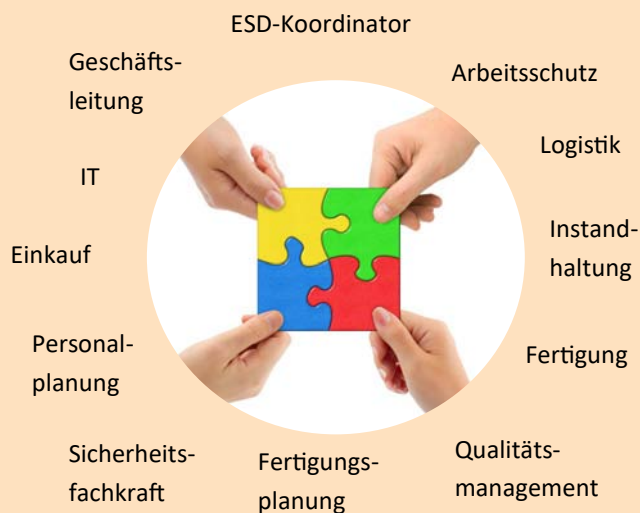 ESD-Koordinator
Geschäfts-
leitung
Arbeitsschutz
Logistik
IT
Instand-
haltung
Einkauf
Personal-
planung
Fertigung
Sicherheits-
fachkraft
Fertigungs-
planung
Qualitäts-
management